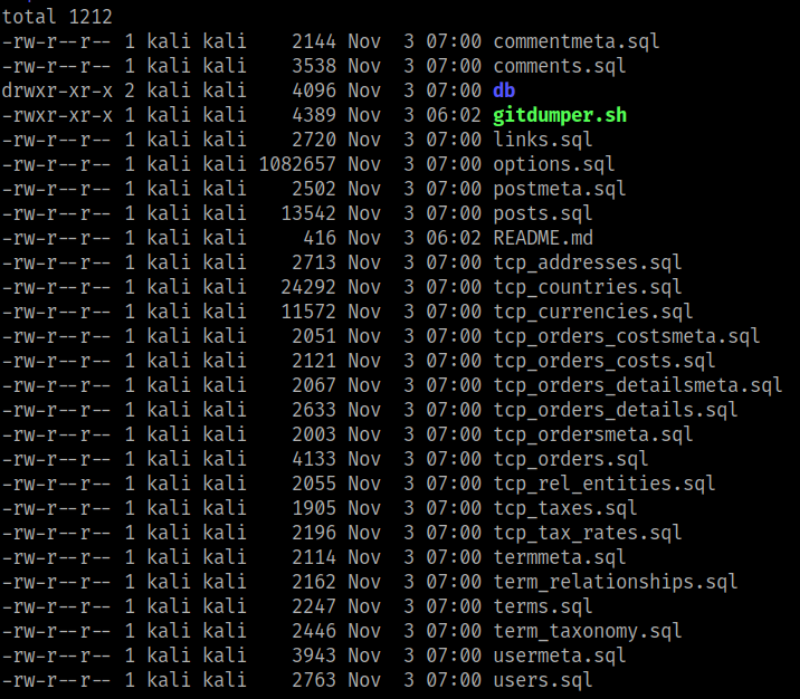 total 1212
-rw-r--r-- 1 kali kali    2144 Nov  3 07:00 commentmeta.sql
-rw-r--r-- 1 kali kali    3538 Nov  3 07:00 comments.sql
drwxr-xr-x 2 kali kali    4096 Nov  3 07:00 db
-rwxr-xr-x 1 kali kali    4389 Nov  3 06:02 gitdumper.sh
-rw-r--r-- 1 kali kali    2720 Nov  3 07:00 links.sql
-rw-r--r-- 1 kali kali 1082657 Nov  3 07:00 options.sql
-rw-r--r-- 1 kali kali    2502 Nov  3 07:00 postmeta.sql
-rw-r--r-- 1 kali kali   13542 Nov  3 07:00 posts.sql
-rw-r--r-- 1 kali kali     416 Nov  3 06:02 README.md
-rw-r--r-- 1 kali kali    2713 Nov  3 07:00 tcp_addresses.sql
-rw-r--r-- 1 kali kali   24292 Nov  3 07:00 tcp_countries.sql
-rw-r--r-- 1 kali kali   11572 Nov  3 07:00 tcp_currencies.sql
-rw-r--r-- 1 kali kali    2051 Nov  3 07:00 tcp_orders_costsmeta.sql
-rw-r--r-- 1 kali kali    2121 Nov  3 07:00 tcp_orders_costs.sql
-rw-r--r-- 1 kali kali    2067 Nov  3 07:00 tcp_orders_detailsmeta.sql
-rw-r--r-- 1 kali kali    2633 Nov  3 07:00 tcp_orders_details.sql
-rw-r--r-- 1 kali kali    2003 Nov  3 07:00 tcp_ordersmeta.sql
-rw-r--r-- 1 kali kali    4133 Nov  3 07:00 tcp_orders.sql
-rw-r--r-- 1 kali kali    2055 Nov  3 07:00 tcp_rel_entities.sql
-rw-r--r-- 1 kali kali    1905 Nov  3 07:00 tcp_taxes.sql
-rw-r--r-- 1 kali kali    2196 Nov  3 07:00 tcp_tax_rates.sql
-rw-r--r-- 1 kali kali    2114 Nov  3 07:00 termmeta.sql
-rw-r--r-- 1 kali kali    2162 Nov  3 07:00 term_relationships.sql
-rw-r--r-- 1 kali kali    2247 Nov  3 07:00 terms.sql
-rw-r--r-- 1 kali kali    2446 Nov  3 07:00 term_taxonomy.sql
-rw-r--r-- 1 kali kali    3943 Nov  3 07:00 usermeta.sql
-rw-r--r-- 1 kali kali    2763 Nov  3 07:00 users.sql